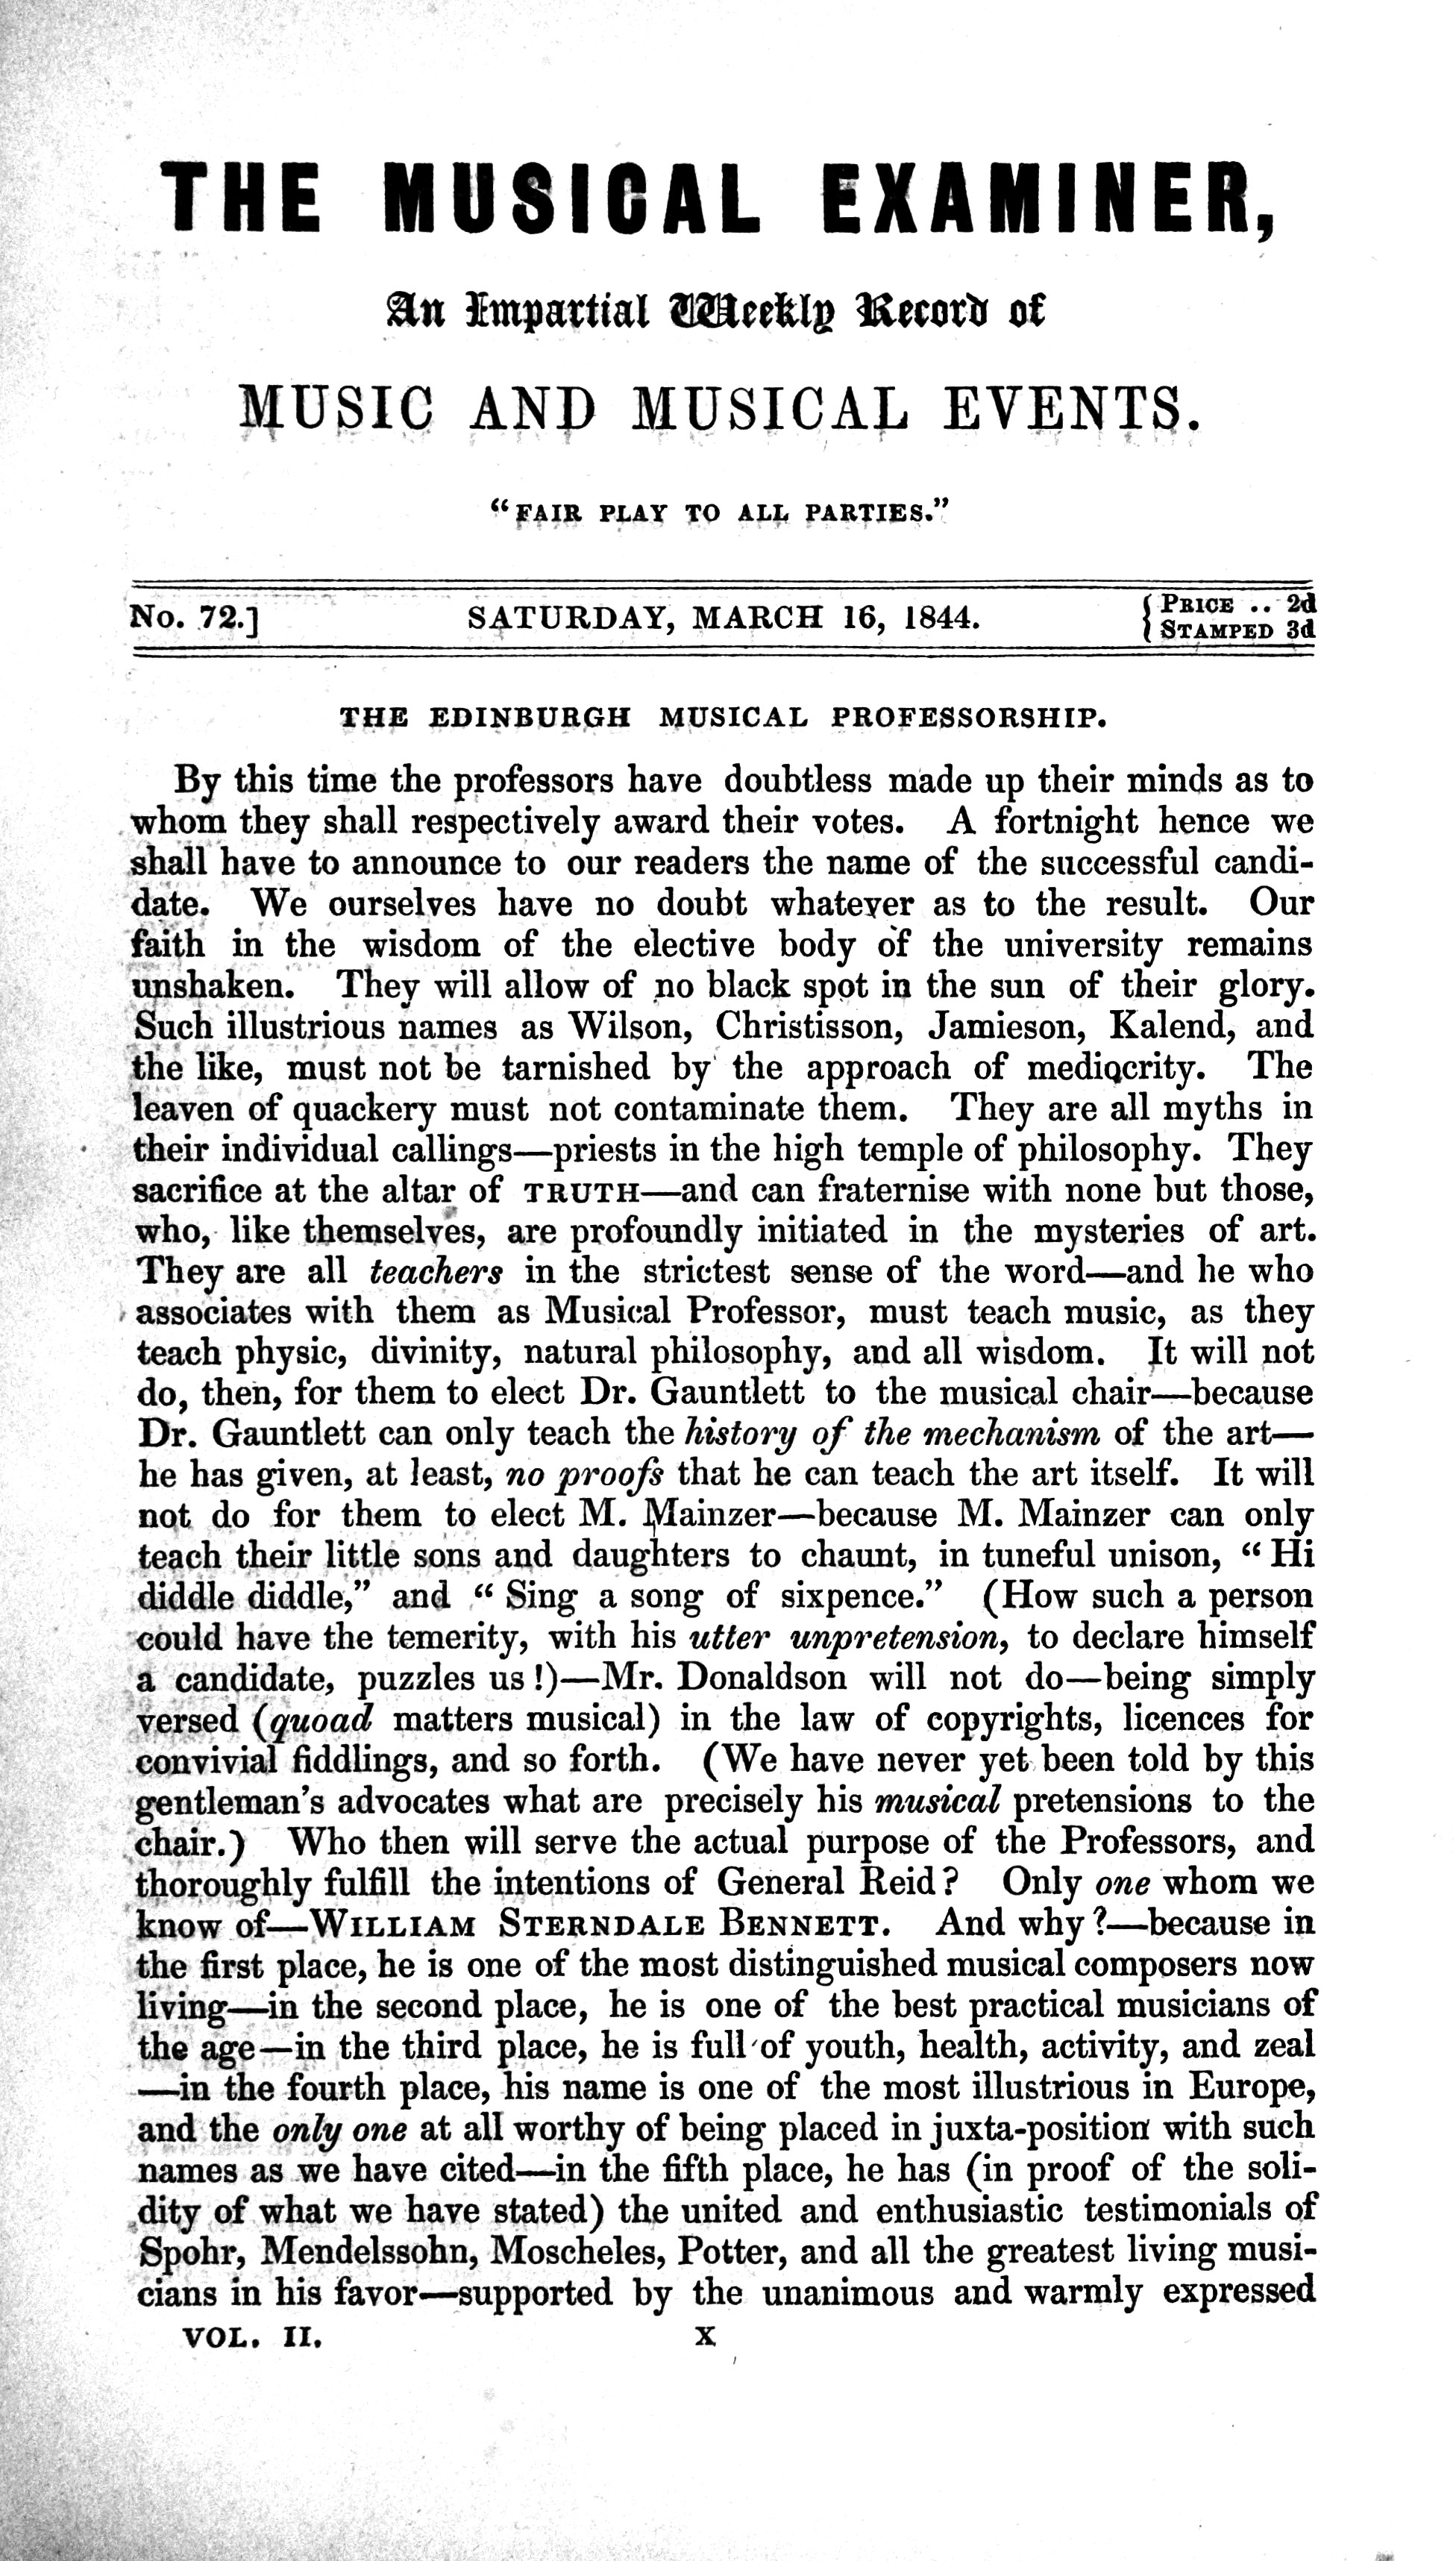 THE MUSICAL EXAMINER,
An Impartial Weekly Record of
MUSIC AND MUSICAL EVENTS.
"FAIR PLAY TO ALL PARTIES."
No. 72.] SATURDAY, MARCH 16, 1844. { PRICE .. 2d
STAMPED 3d
THE EDINBURGH MUSICAL PROFESSORSHIP.
By this time the professors have doubtless made up their minds as to
whom they shall respectively award their votes. A fortnight hence we
shall have to announce to our readers the name of the successful candi-
date. We ourselves have no doubt whatever as to the result. Our
faith in the wisdom of the elective body of the university remains
unshaken. They will allow of no black spot in the sun of their glory.
Such illustrious names as Wilson, Christisson, Jamieson, Kalend, and
the like, must not be tarnished by the approach of mediocrity. The
leaven of quackery must not contaminate them. They are all myths in
their individual callings—priests in the high temple of philosophy. They
sacrifice at the altar of TRUTH—and can fraternise with none but those,
who, like themselves, are profoundly initiated in the mysteries of art.
They are all teachers in the strictest sense of the word—and he who
associates with them as Musical Professor, must teach music, as they
teach physic, divinity, natural philosophy, and all wisdom. It will not
do, then, for them to elect Dr. Gauntlett to the musical chair—because
Dr. Gauntlett can only teach the history of the mechanism of the art—
he has given, at least, no proofs that he can teach the art itself. It will
not do for them to elect M. Mainzer—because M. Mainzer can only
teach their little sons and daughters to chaunt, in tuneful unison, "Hi
diddle diddle," and "Sing a song of sixpence." (How such a person
could have the temerity, with his utter unpretension, to declare himself
a candidate, puzzles us!)—Mr. Donaldson will not do—being simply
versed (quoad matters musical) in the law of copyrights, licences for
convivial fiddlings, and so forth. (We have never yet been told by this
gentleman's advocates what are precisely his musical pretensions to the
chair.) Who then will serve the actual purpose of the Professors, and
thoroughly fulfill the intentions of General Reid? Only one whom we
know of—WILLIAM STERNDALE BENNETT. And why?—because in
the first place, he is one of the most distinguished musical composers now
living—in the second place, he is one of the best practical musicians of
the age—in the third place, he is full of youth, health, activity, and zeal
—in the fourth place, his name is one of the most illustrious in Europe,
and the only one at all worthy of being placed in juxta-position with such
names as we have cited—in the fifth place, he has (in proof of the soli-
dity of what we have stated) the united and enthusiastic testimonials of
Spohr, Mendelssohn, Moscheles, Potter, and all the greatest living musi-
cians in his favor—supported by the unanimous and warmly expressed
VOL. II. X